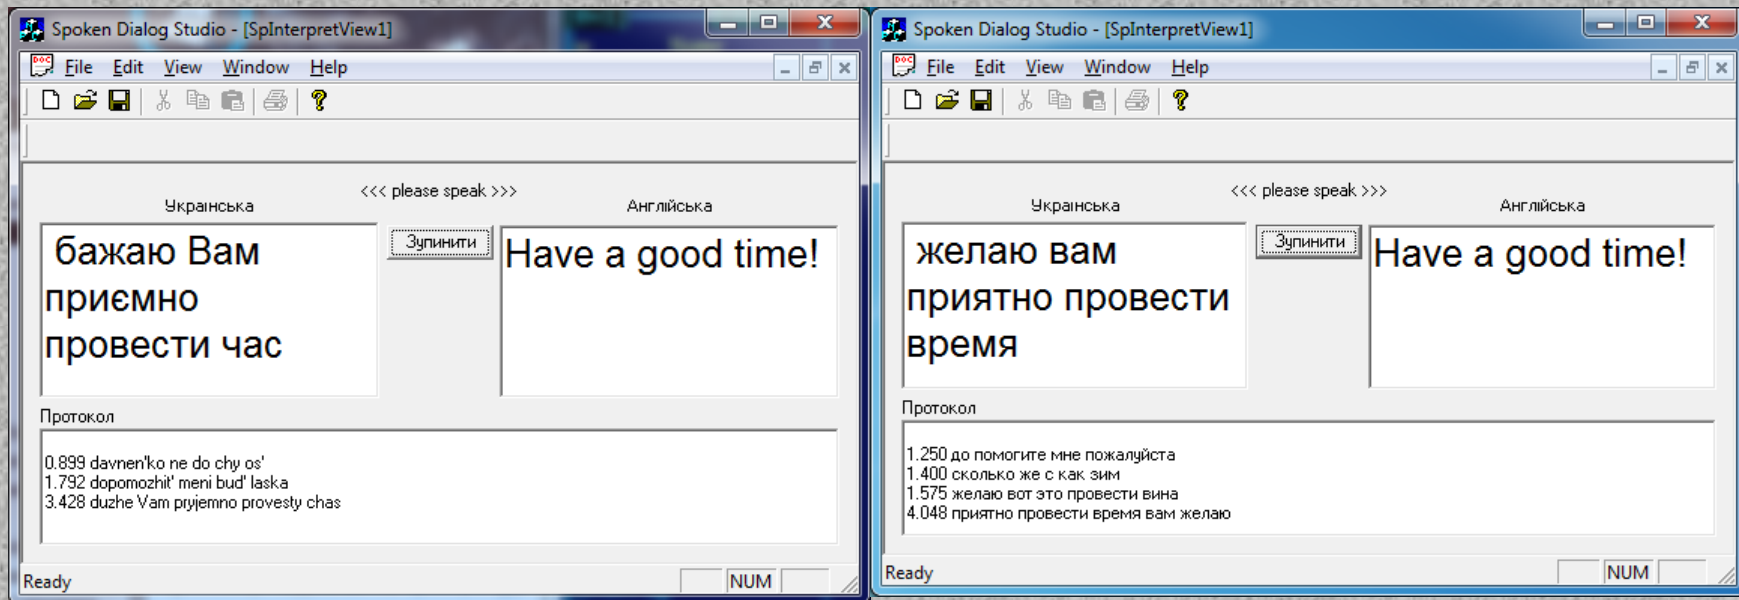 Spoken Dialog Studio - [SpInterpretView1]
File Edit View Window Help
<<< please speak >>>
Українська
Англійська
бажаю Вам
приємно
провести час
Зупинити
Have a good time!
Протокол
0.899 davnen'ko ne do chy os'
1.792 dopomozhit' meni bud' laska
3.428 duzhe Vam pryjemno provesty chas
Ready
NUM
Spoken Dialog Studio - [SpInterpretView1]
File Edit View Window Help
<<< please speak >>>
Українська
Англійська
желаю вам
приятно провести
время
Зупинити
Have a good time!
Протокол
1.250 до помогите мне пожалуйста
1.400 сколько же с как зим
1.575 желаю вот это провести вина
4.048 приятно провести время вам желаю
Ready
NUM